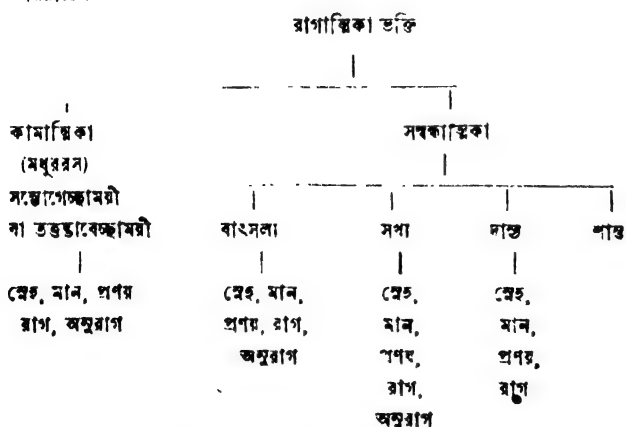 রাগাত্মিকা ভক্তি
কামাত্মিকা
সম্বন্ধাত্মিকা
(মধুররস)
সম্ভোগেচ্ছাময়ী
বা তত্তদ্ভাবেচ্ছাময়ী
বাৎসল্য
সখা
দাস্ত
শান্ত
স্নেহ, মান, প্রণয়
রাগ, অনুরাগ
স্নেহ, মান,
প্রণয়, রাগ,
অনুরাগ
স্নেহ,
মান,
প্রণয়,
রাগ,
অনুরাগ
স্নেহ,
মান,
প্রণয়,
রাগ